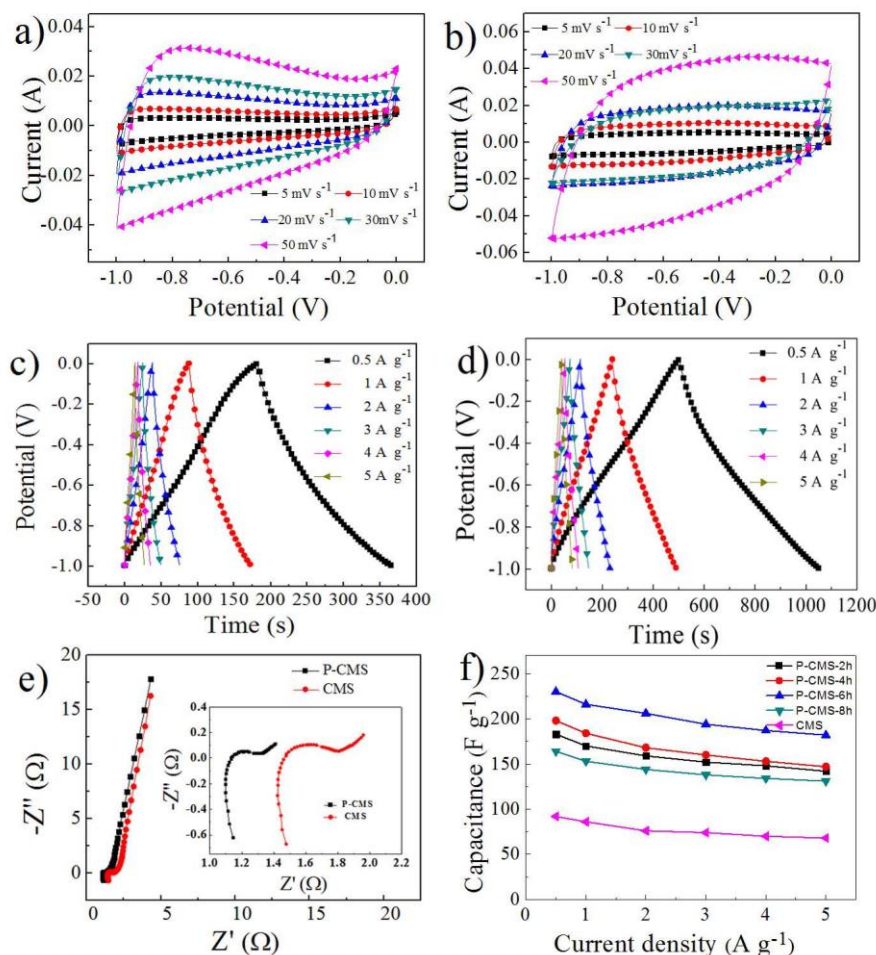 a)
0.04
0.02
0.00
-0.02
-0.04
Current (A)
5 mV s⁻¹ 10 mV s⁻¹
20 mV s⁻¹ 30mV s⁻¹
50 mV s⁻¹
-1.0 -0.8 -0.6 -0.4 -0.2 0.0
Potential (V)
b)
0.06
0.04
0.02
0.00
-0.02
-0.04
0.06
Current (A)
5 mV s⁻¹ 10 mV s⁻¹
20 mV s⁻¹ 30mV s⁻¹
50 mV s⁻¹
-1.0 -0.8 -0.6 -0.4 -0.2 0.0
Potential (V)
c)
0.0
-0.2
-0.4
-0.6
-0.8
-1.0
Potential (V)
0.5 A g⁻¹
1 A g⁻¹
2 A g⁻¹
3 A g⁻¹
4 A g⁻¹
5 A g⁻¹
-50 0 50 100 150 200 250 300 350 400
Time (s)
d)
0.0
-0.2
-0.4
-0.6
-0.8
-1.0
Potential (V)
0.5 A g⁻¹
1 A g⁻¹
2 A g⁻¹
3 A g⁻¹
4 A g⁻¹
5 A g⁻¹
0 200 400 600 800 1000 1200
Time (s)
e)
20
15
10
5
0
-Z'' (Ω)
P-CMS
CMS
0.4
0.2
0.0
-0.2
-0.4
-0.6
-Z'' (Ω)
P-CMS
CMS
1.0 1.2 1.4 1.6 1.8 2.0 2.2
Z' (Ω)
0 5 10 15 20
Z' (Ω)
f)
250
200
150
100
50
0
Capacitance (F g⁻¹)
P-CMS-2h
P-CMS-4h
P-CMS-6h
P-CMS-8h
CMS
0 1 2 3 4 5
Current density (A g⁻¹)